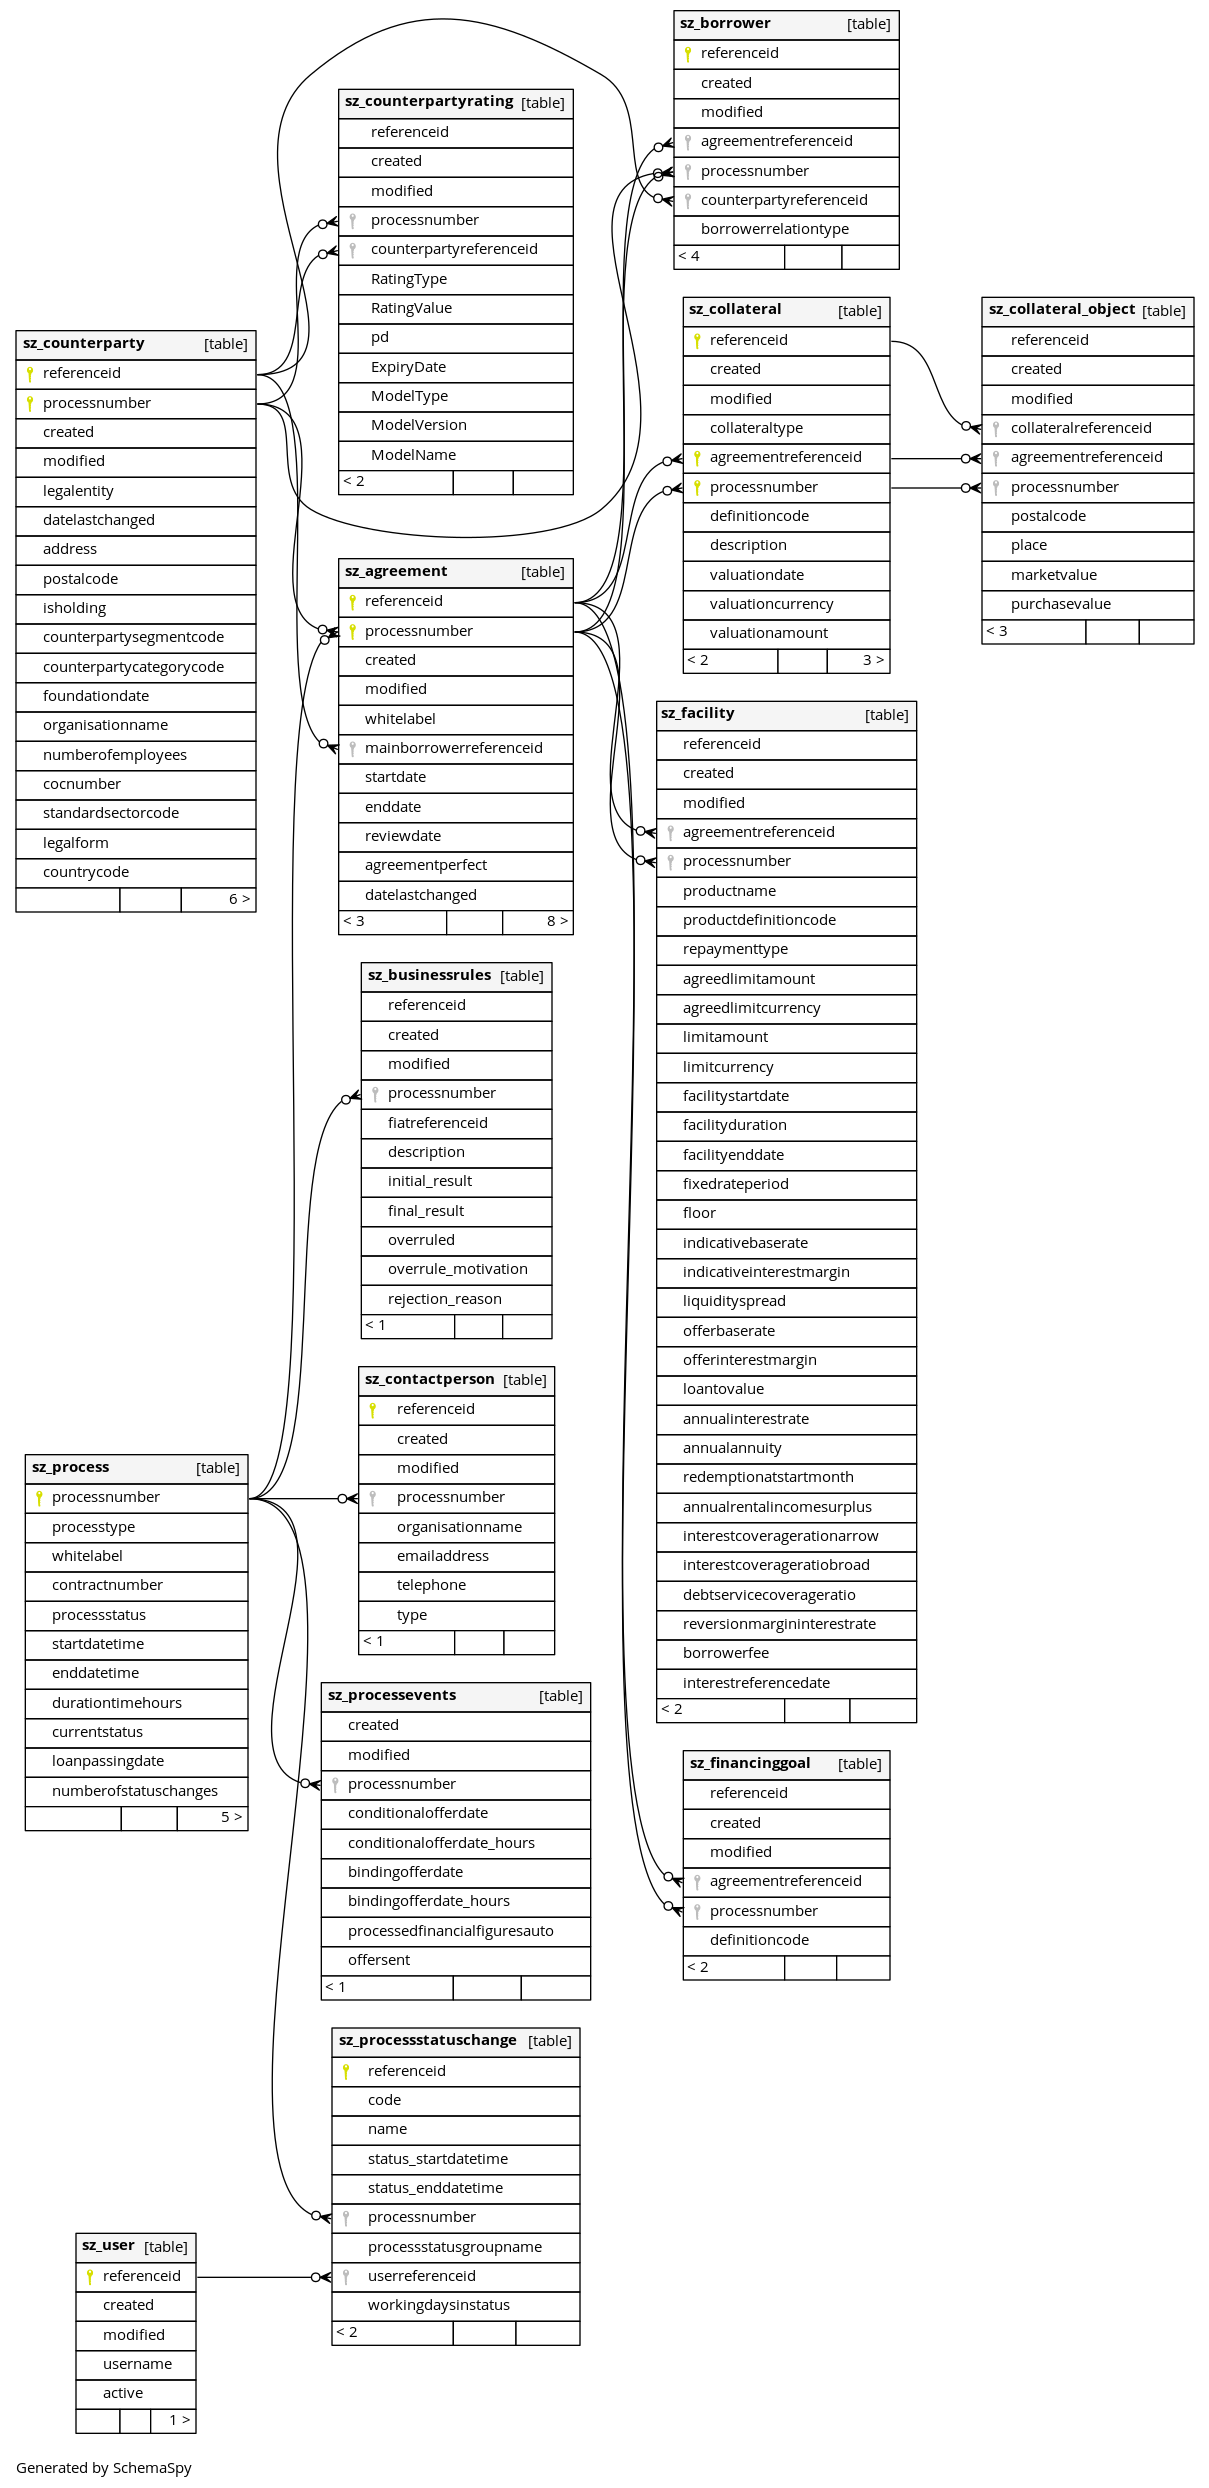 sz_borrower [table]
referenceid
created
modified
agreementreferenceid
processnumber
counterpartyreferenceid
borrowerrelationtype
< 4
sz_counterpartyrating [table]
referenceid
created
modified
processnumber
counterpartyreferenceid
RatingType
RatingValue
pd
ExpiryDate
ModelType
ModelVersion
ModelName
< 2
sz_collateral [table]
referenceid
created
modified
collateraltype
agreementreferenceid
processnumber
definitioncode
description
valuationdate
valuationcurrency
valuationamount
< 2 3 >
sz_collateral_object [table]
referenceid
created
modified
collateralreferenceid
agreementreferenceid
processnumber
postalcode
place
marketvalue
purchasevalue
< 3
sz_counterparty [table]
referenceid
processnumber
created
modified
legalentity
datelastchanged
address
postalcode
isholding
counterpartysegmentcode
counterpartycategorycode
foundationdate
organisationname
numberofemployees
cocnumber
standardsectorcode
legalform
countrycode
6 >
sz_agreement [table]
referenceid
processnumber
created
modified
whitelabel
mainborrowerreferenceid
startdate
enddate
reviewdate
agreementperfect
datelastchanged
< 3 8 >
sz_facility [table]
referenceid
created
modified
agreementreferenceid
processnumber
productname
productdefinitioncode
repaymenttype
agreedlimitamount
agreedlimitcurrency
limitamount
limitcurrency
facilitystartdate
facilityduration
facilityenddate
fixedrateperiod
floor
indicativebaserate
indicativeinterestmargin
liquidityspread
offerbaserate
offerinterestmargin
loantovalue
annualinterestrate
annualannuity
redemptionatstartmonth
annualrentalincomesurplus
interestcoveragerationarrow
interestcoverageratiobroad
debtservicecoverageratio
reversionmargininterestrate
borrowerfee
interestreferencedate
< 2
sz_businessrules [table]
referenceid
created
modified
processnumber
fiatreferenceid
description
initial_result
final_result
overruled
overrule_motivation
rejection_reason
< 1
sz_contactperson [table]
referenceid
created
modified
processnumber
organisationname
emailaddress
telephone
type
< 1
sz_process [table]
processnumber
processtype
whitelabel
contractnumber
processstatus
startdatetime
enddatetime
durationtimehours
currentstatus
loanpassingdate
numberofstatuschanges
5 >
sz_processevents [table]
created
modified
processnumber
conditionalofferdate
conditionalofferdate_hours
bindingofferdate
bindingofferdate_hours
processedfinancialfiguresauto
offersent
< 1
sz_financinggoal [table]
referenceid
created
modified
agreementreferenceid
processnumber
definitioncode
< 2
sz_processstatuschange [table]
referenceid
code
name
status_startdatetime
status_enddatetime
processnumber
processstatusgroupname
userreferenceid
workingdaysinstatus
< 2
sz_user [table]
referenceid
created
modified
username
active
1 >
Generated by SchemaSpy